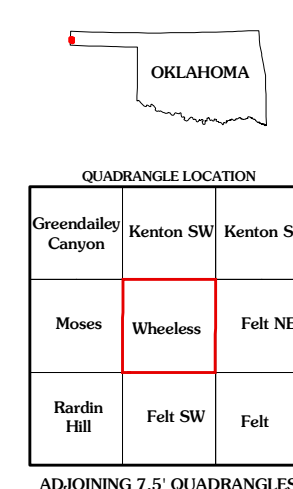 OKLAHOMA
QUADRANGLE LOCATION
Greendailey
Canyon
Kenton SW
Kenton S
Moses
Wheeless
Felt NE
Rardin
Hill
Felt SW
Felt
ADJOINING 7.5' QUADRANGLES